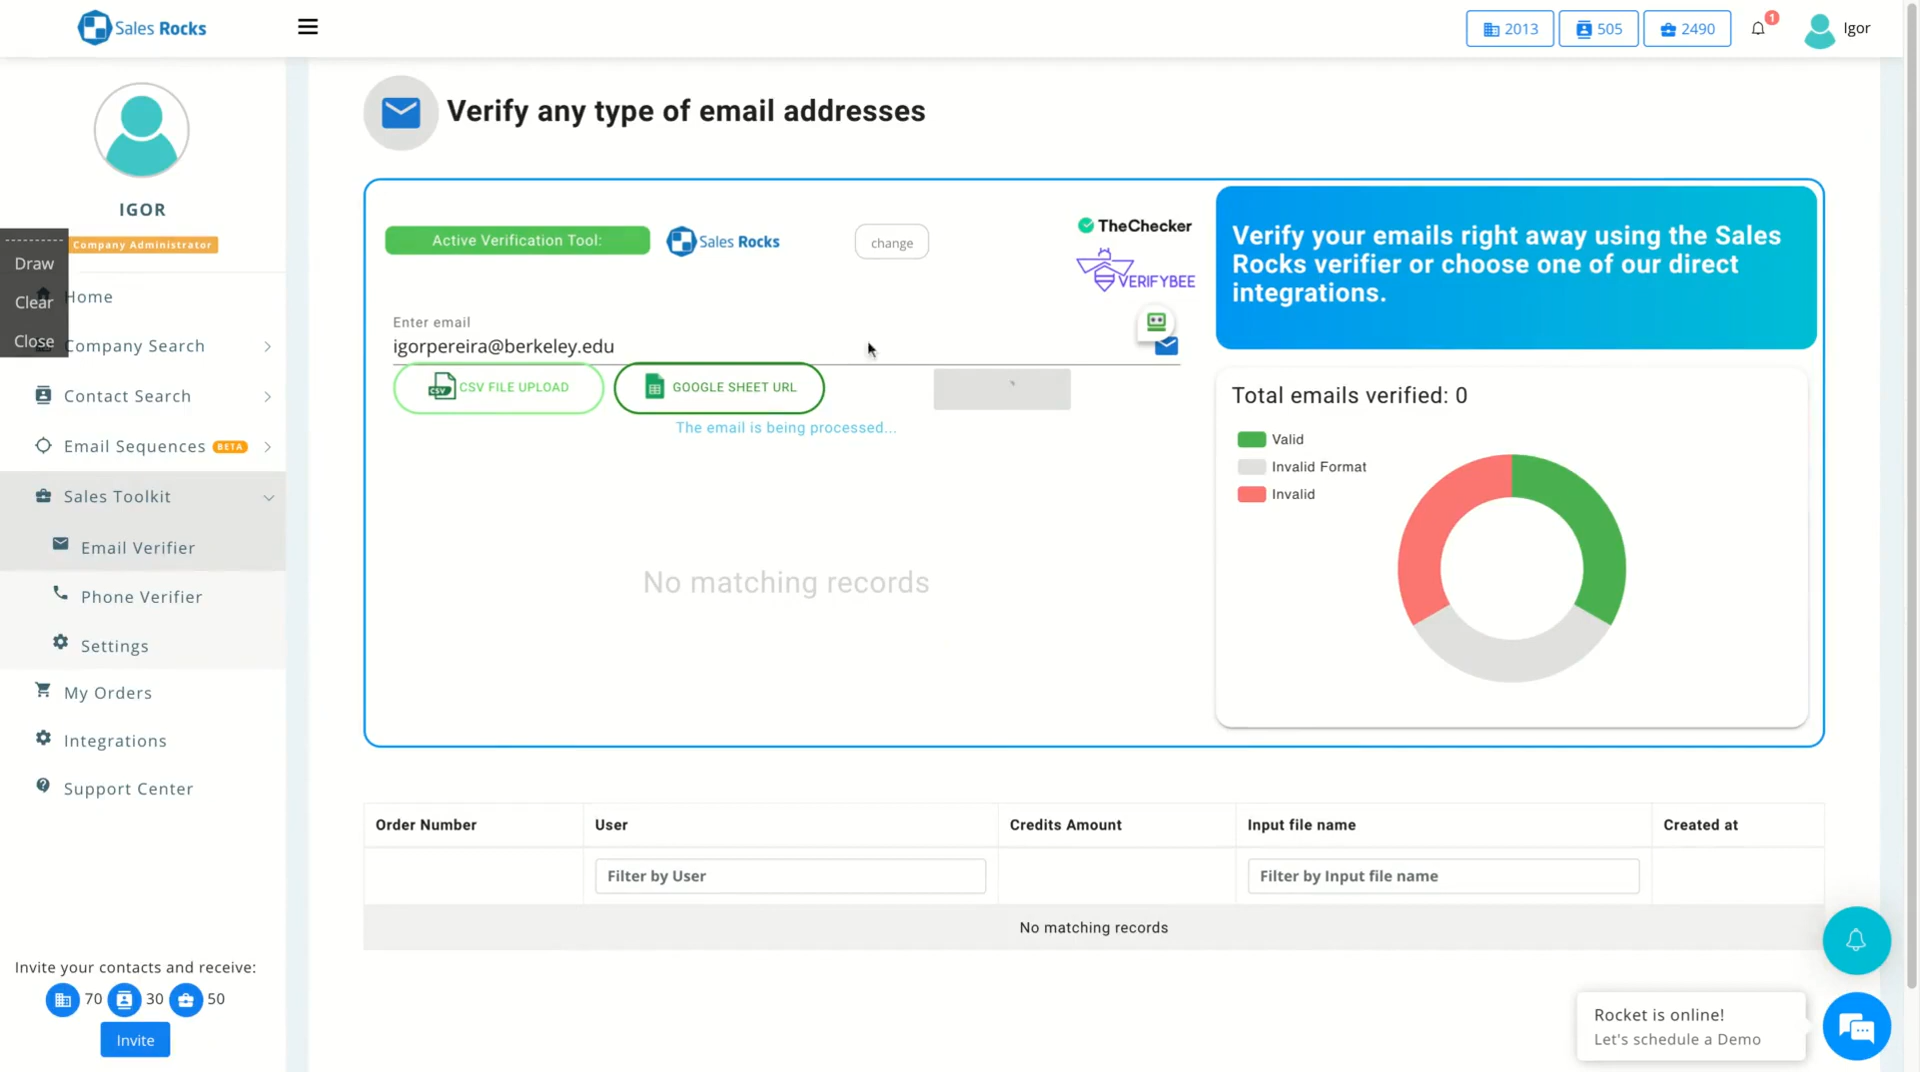 Sales Rocks
2013
505
2490
1
Igor
IGOR
Company Administrator
Draw
Clear
Close
Home
Company Search
Contact Search
Email Sequences BETA
Sales Toolkit
Email Verifier
Phone Verifier
Settings
My Orders
Integrations
Support Center
Invite your contacts and receive:
70 30 50
Invite
Verify any type of email addresses
Active Verification Tool:
Sales Rocks
change
TheChecker
VERIFYBEE
Enter email
igorpereira@berkeley.edu
CSV
CSV FILE UPLOAD
GOOGLE SHEET URL
The email is being processed...
No matching records
Verify your emails right away using the Sales
Rocks verifier or choose one of our direct
integrations.
Total emails verified: 0
Valid
Invalid Format
Invalid
Order Number User Credits Amount Input file name Created at
Filter by User Filter by Input file name
No matching records
Rocket is online!
Let's schedule a Demo